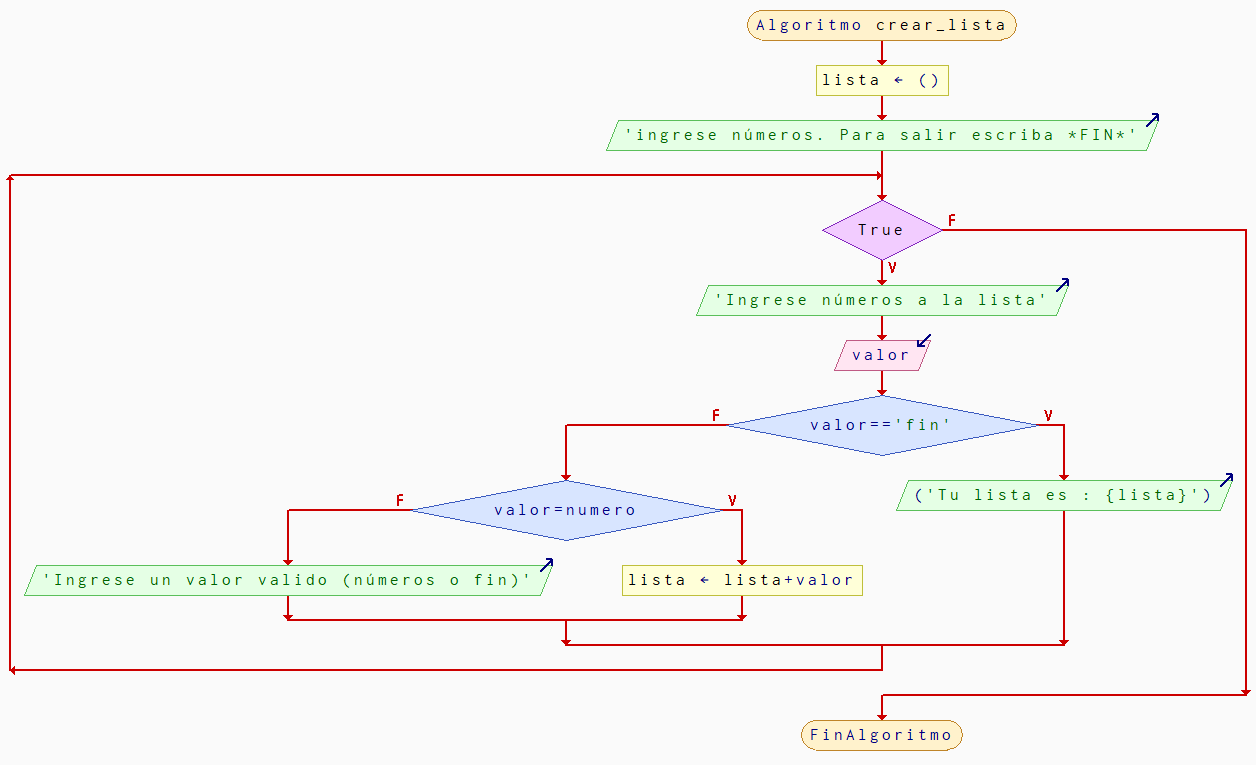 Algoritmo crear_lista
lista ← ()
'ingrese números. Para salir escriba *FIN*'
True
F
V
'Ingrese números a la lista'
valor
F
valor=='fin'
V
F
valor=numero
V
('Tu lista es : {lista}')
'Ingrese un valor valido (números o fin)'
lista ← lista+valor
FinAlgoritmo